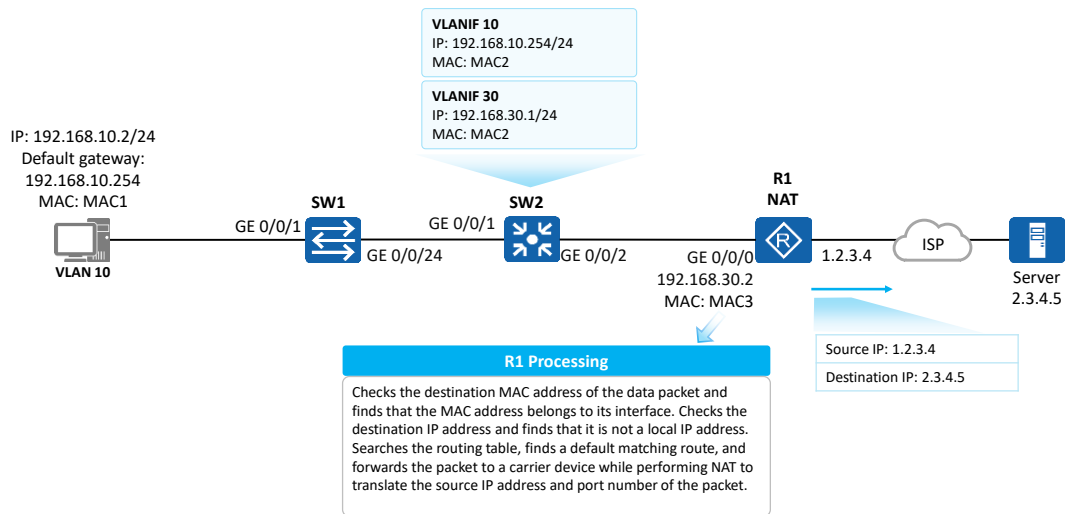 VLANIF 10
IP: 192.168.10.254/24
MAC: MAC2
VLANIF 30
IP: 192.168.30.1/24
MAC: MAC2
IP: 192.168.10.2/24
Default gateway:
192.168.10.254
MAC: MAC1
VLAN 10
SW1
GE 0/0/1
GE 0/0/24
SW2
GE 0/0/1
GE 0/0/2
R1
NAT
R
GE 0/0/0
192.168.30.2
MAC: MAC3
1.2.3.4
ISP
Server
2.3.4.5
Source IP: 1.2.3.4
Destination IP: 2.3.4.5
R1 Processing
Checks the destination MAC address of the data packet and
finds that the MAC address belongs to its interface. Checks the
destination IP address and finds that it is not a local IP address.
Searches the routing table, finds a default matching route, and
forwards the packet to a carrier device while performing NAT to
translate the source IP address and port number of the packet.